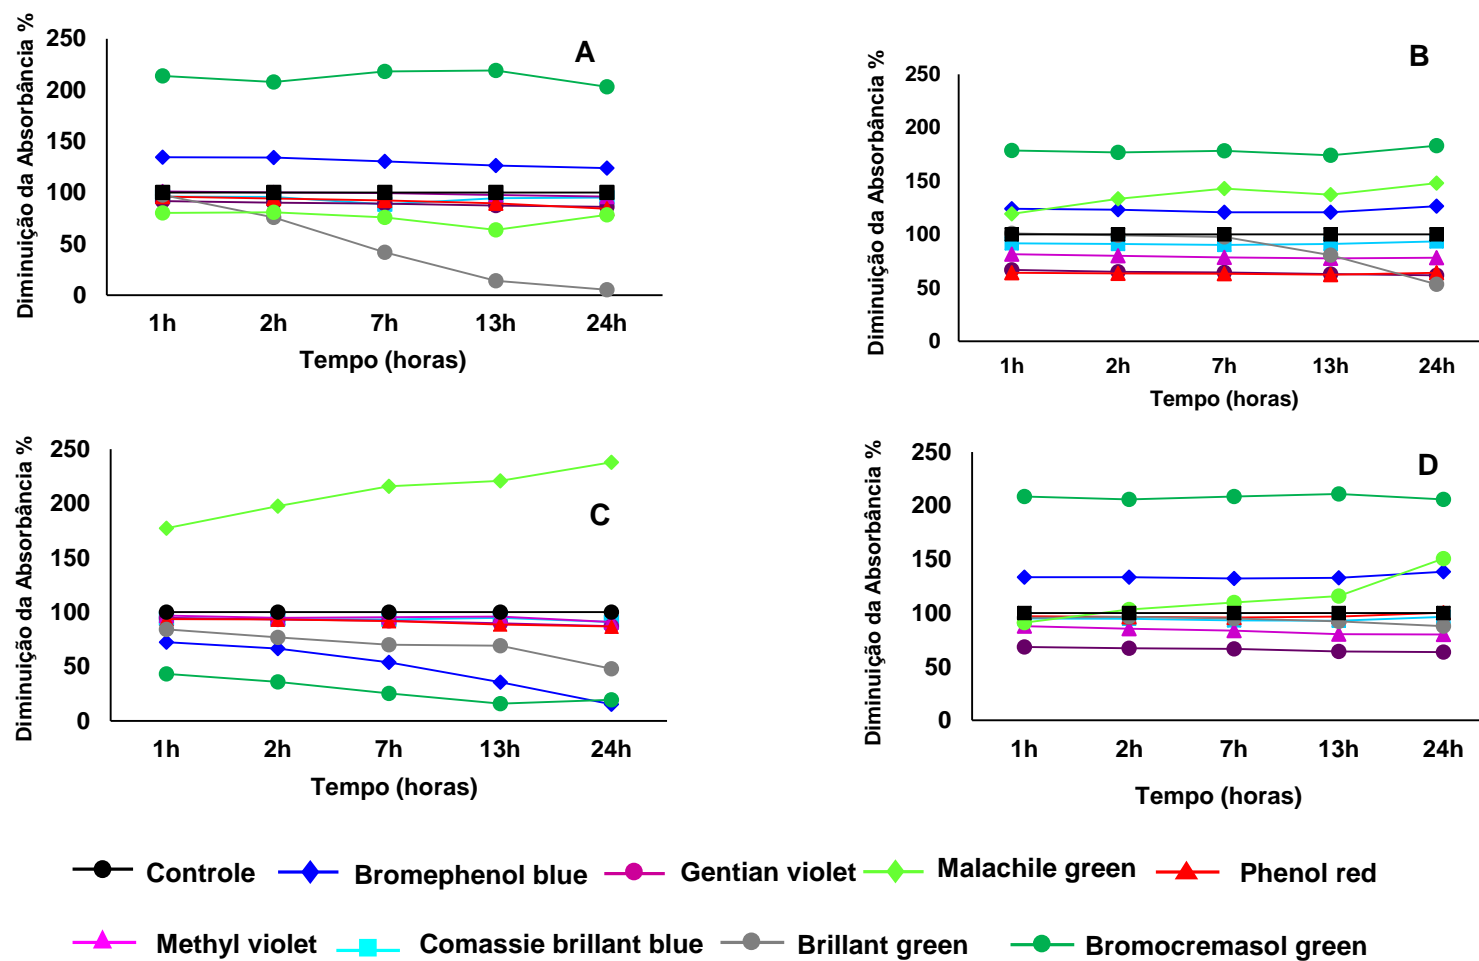 A
Diminuição da Absorbância %
250
200
150
100
50
0
1h 2h 7h 13h 24h
Tempo (horas)
B
Diminuição da Absorbância %
250
200
150
100
50
0
1h 2h 7h 13h 24h
Tempo (horas)
C
Diminuição da Absorbância %
250
200
150
100
50
0
1h 2h 7h 13h 24h
Tempo (horas)
D
Diminuição da Absorbância %
250
200
150
100
50
0
1h 2h 7h 13h 24h
Tempo (horas)
Controle Bromephenol blue Gentian violet Malachile green Phenol red
Methyl violet Comassie brillant blue Brillant green Bromocremasol green